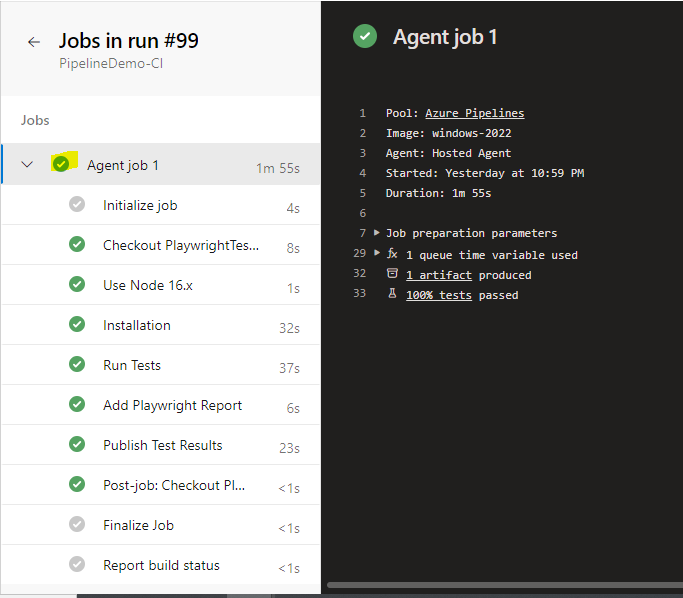 Jobs in run #99
PipelineDemo-CI
Jobs
Agent job 1 1m 55s
Initialize job 4s
Checkout PlaywrightTes... 8s
Use Node 16.x 1s
Installation 32s
Run Tests 37s
Add Playwright Report 6s
Publish Test Results 23s
Post-job: Checkout Pl... <1s
Finalize Job <1s
Report build status <1s
Agent job 1
1 Pool: Azure Pipelines
2 Image: windows-2022
3 Agent: Hosted Agent
4 Started: Yesterday at 10:59 PM
5 Duration: 1m 55s
6
7 Job preparation parameters
29 fx 1 queue time variable used
32 1 artifact produced
33 100% tests passed